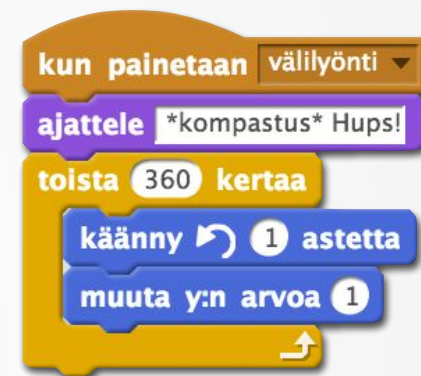 kun painetaan välilyönti
ajattele *kompastus* Hups!
toista 360 kertaa
käänny 1 astetta
muuta y:n arvoa 1